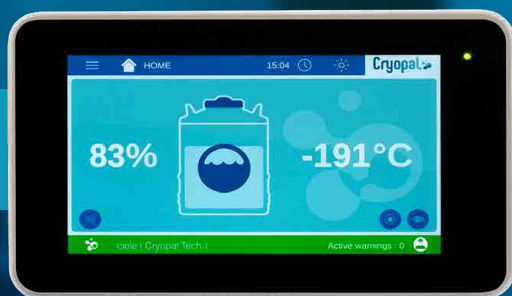 HOME
15:04
Cryopal
83%
-191°C
ciele | Cryopal Tech. |
Active warnings : 0